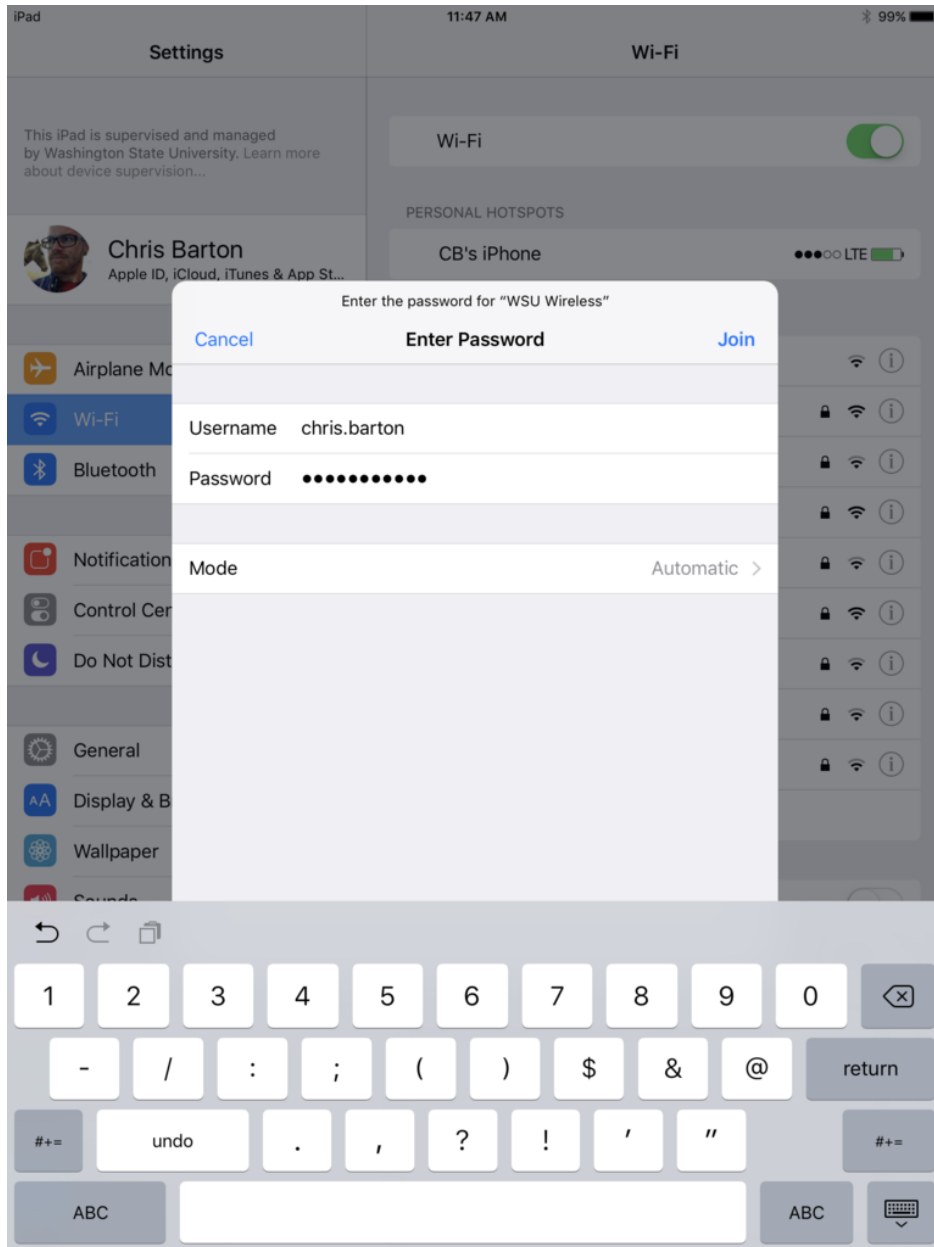 iPad 11:47 AM 99%
Settings Wi-Fi
This iPad is supervised and managed
by Washington State University. Learn more
about device supervision...
Wi-Fi
PERSONAL HOTSPOTS
Chris Barton
Apple ID, iCloud, iTunes & App St...
CB's iPhone LTE
Enter the password for “WSU Wireless”
Cancel Enter Password Join
Airplane Mo
Wi-Fi
Bluetooth
Username chris.barton
Password •••••••••••
Notification
Control Cen
Do Not Dist
Mode Automatic >
General
Display & B
Wallpaper
Sounds
1 2 3 4 5 6 7 8 9 0
- / : ; ( ) $ & @ return
#+= undo . , ? ! ' " #+=
ABC ABC